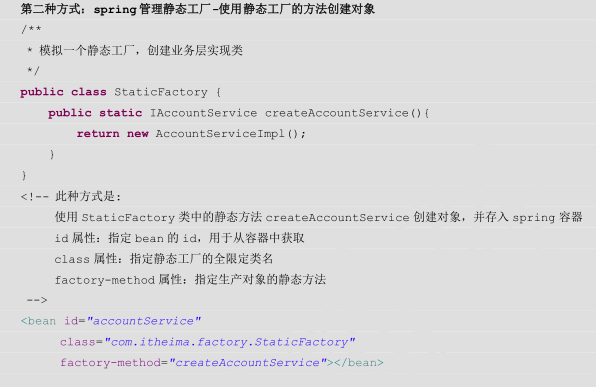 第二种方式：spring管理静态工厂-使用静态工厂的方法创建对象
/**
 * 模拟一个静态工厂，创建业务层实现类
 */
public class StaticFactory {
    public static IAccountService createAccountService(){
        return new AccountServiceImpl();
    }
}
<!-- 此种方式是:
     使用 StaticFactory 类中的静态方法 createAccountService 创建对象，并存入 spring 容器
     id 属性：指定 bean 的 id，用于从容器中获取
     class 属性：指定静态工厂的全限定类名
     factory-method 属性：指定生产对象的静态方法
 -->
<bean id="accountService"
      class="com.itheima.factory.StaticFactory"
      factory-method="createAccountService"></bean>